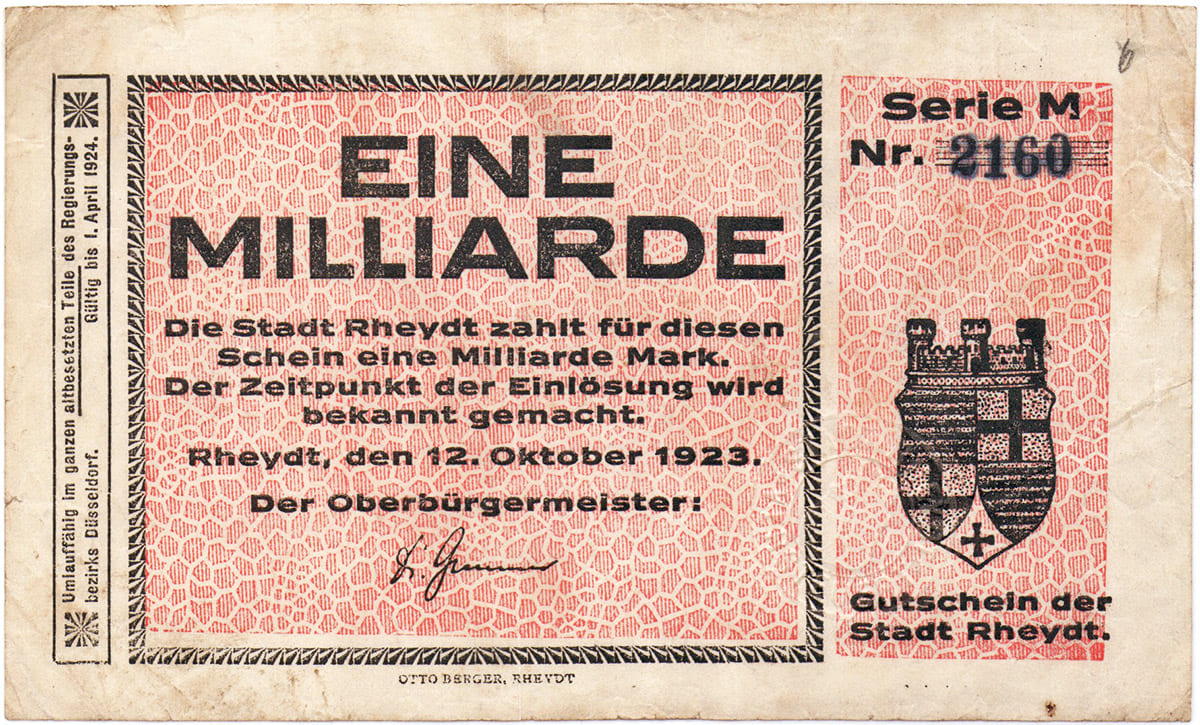 Umlauffähig im ganzen altbesetzten Teile des Regierungs-
bezirks Düsseldorf. Gültig bis 1. April 1924.
EINE
MILLIARDE
Die Stadt Rheydt zahlt für diesen
Schein eine Milliarde Mark.
Der Zeitpunkt der Einlösung wird
bekannt gemacht.
Rheydt, den 12. Oktober 1923.
Der Oberbürgermeister:
OTTO BERGER, RHEYDT
Serie M
Nr. 2160
Gutschein der
Stadt Rheydt.
6